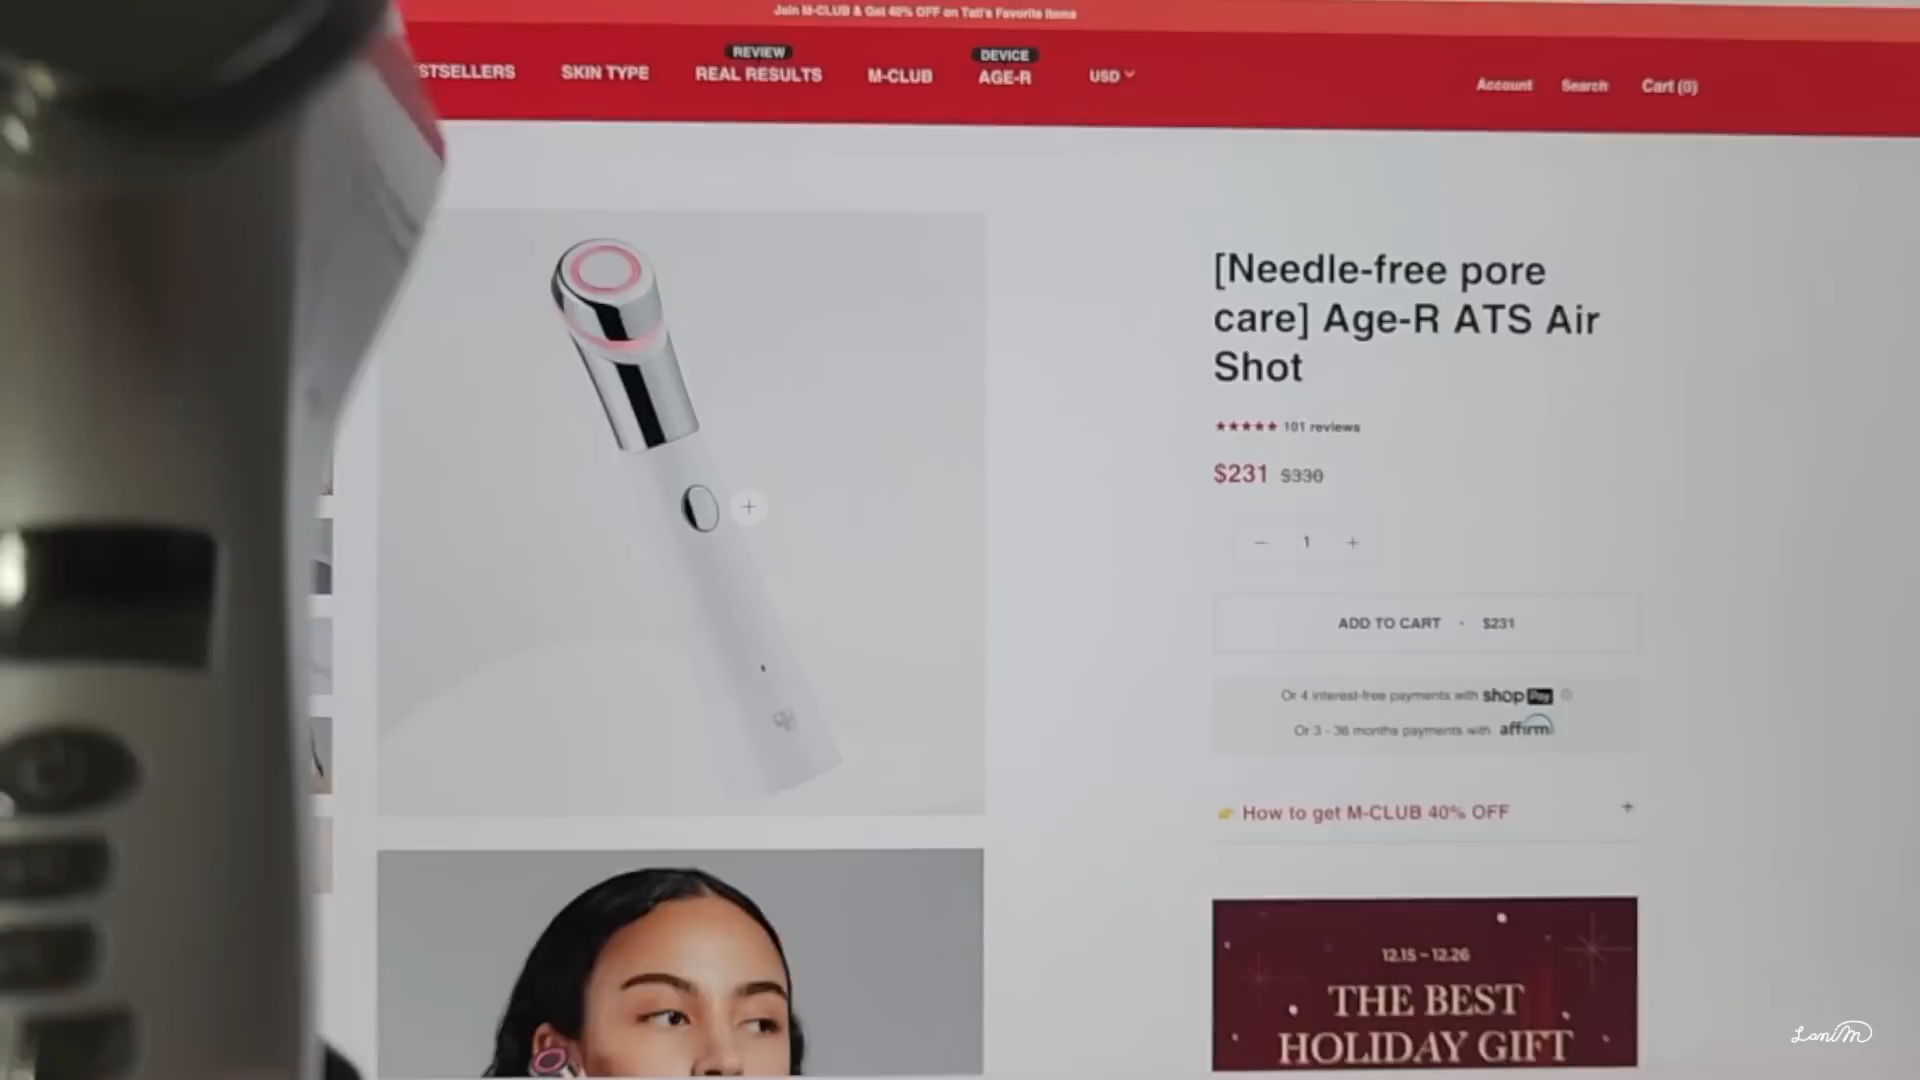 Join M-CLUB & Get 40% OFF on Tati's Favorite Items
STSELLERS
SKIN TYPE
REVIEW
REAL RESULTS
M-CLUB
DEVICE
AGE-R
USD
Account
Search
Cart (0)
[Needle-free pore
care] Age-R ATS Air
Shot
★★★★★ 101 reviews
$231 $330
− 1 +
ADD TO CART • $231
Or 4 interest-free payments with shop Pay
Or 3 - 36 months payments with affirm
👉 How to get M-CLUB 40% OFF +
12.15 ~ 12.26
THE BEST
HOLIDAY GIFT
LaniM